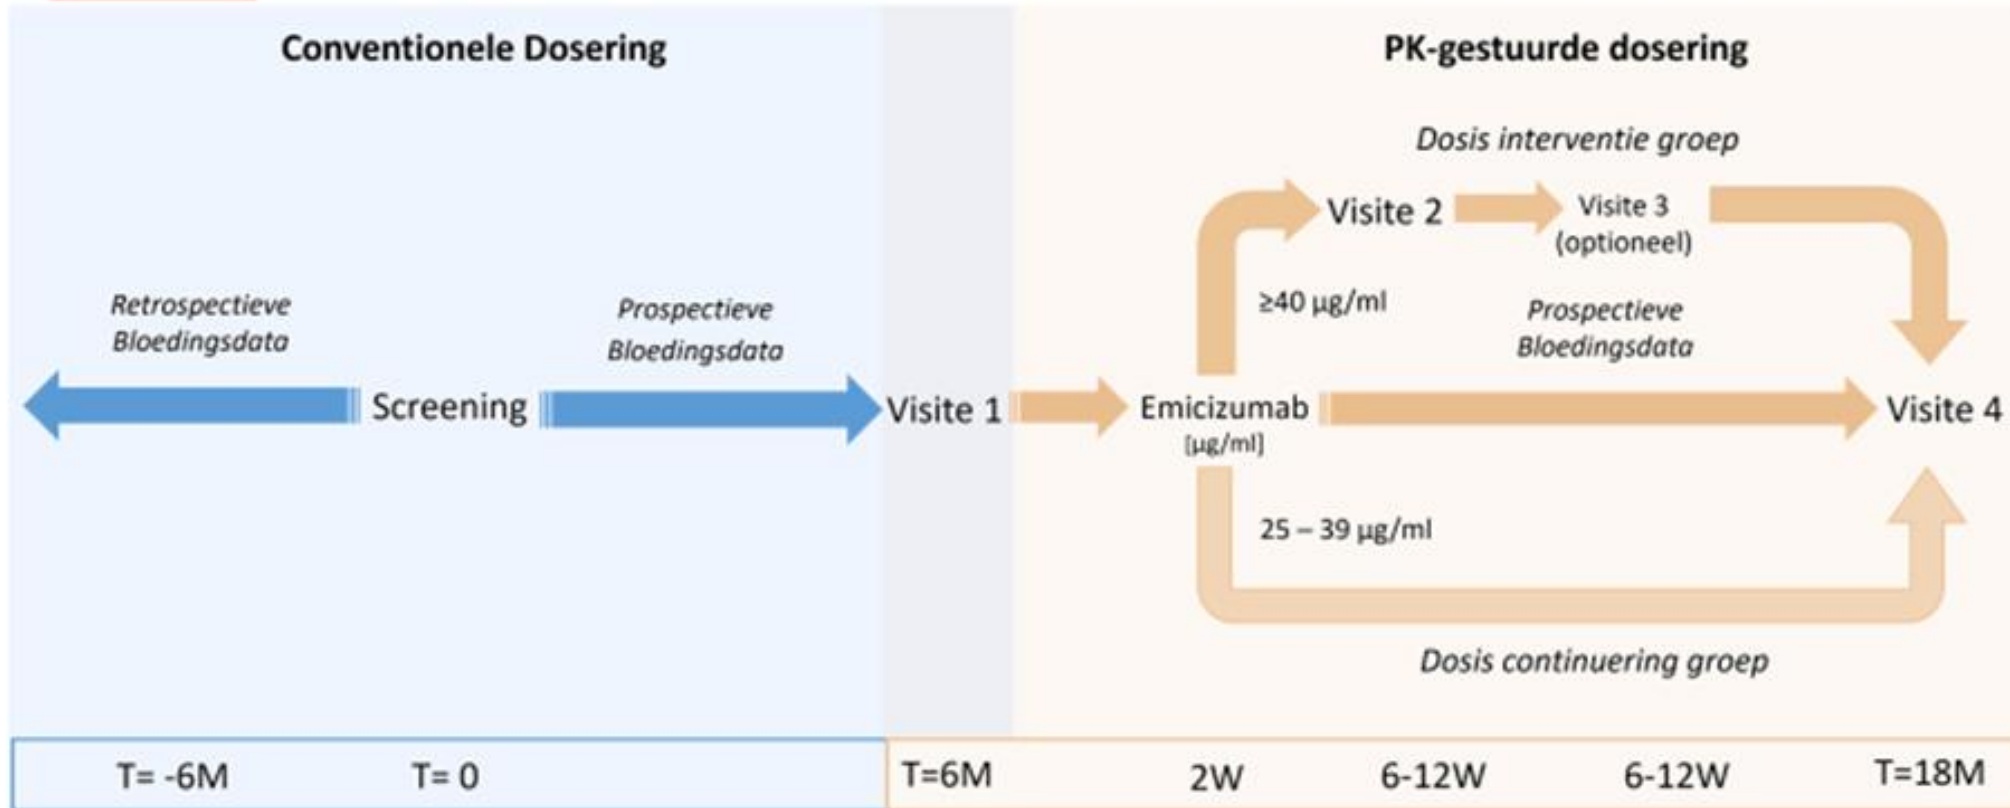 Conventionele Dosering
PK-gestuurde dosering
Dosis interventie groep
Visite 2
Visite 3
(optioneel)
≥40 µg/ml
Retrospectieve
Bloedingsdata
Prospectieve
Bloedingsdata
Prospectieve
Bloedingsdata
Screening
Visite 1
Emicizumab
[µg/ml]
Visite 4
25 – 39 µg/ml
Dosis continuering groep
T= -6M
T= 0
T=6M
2W
6-12W
6-12W
T=18M